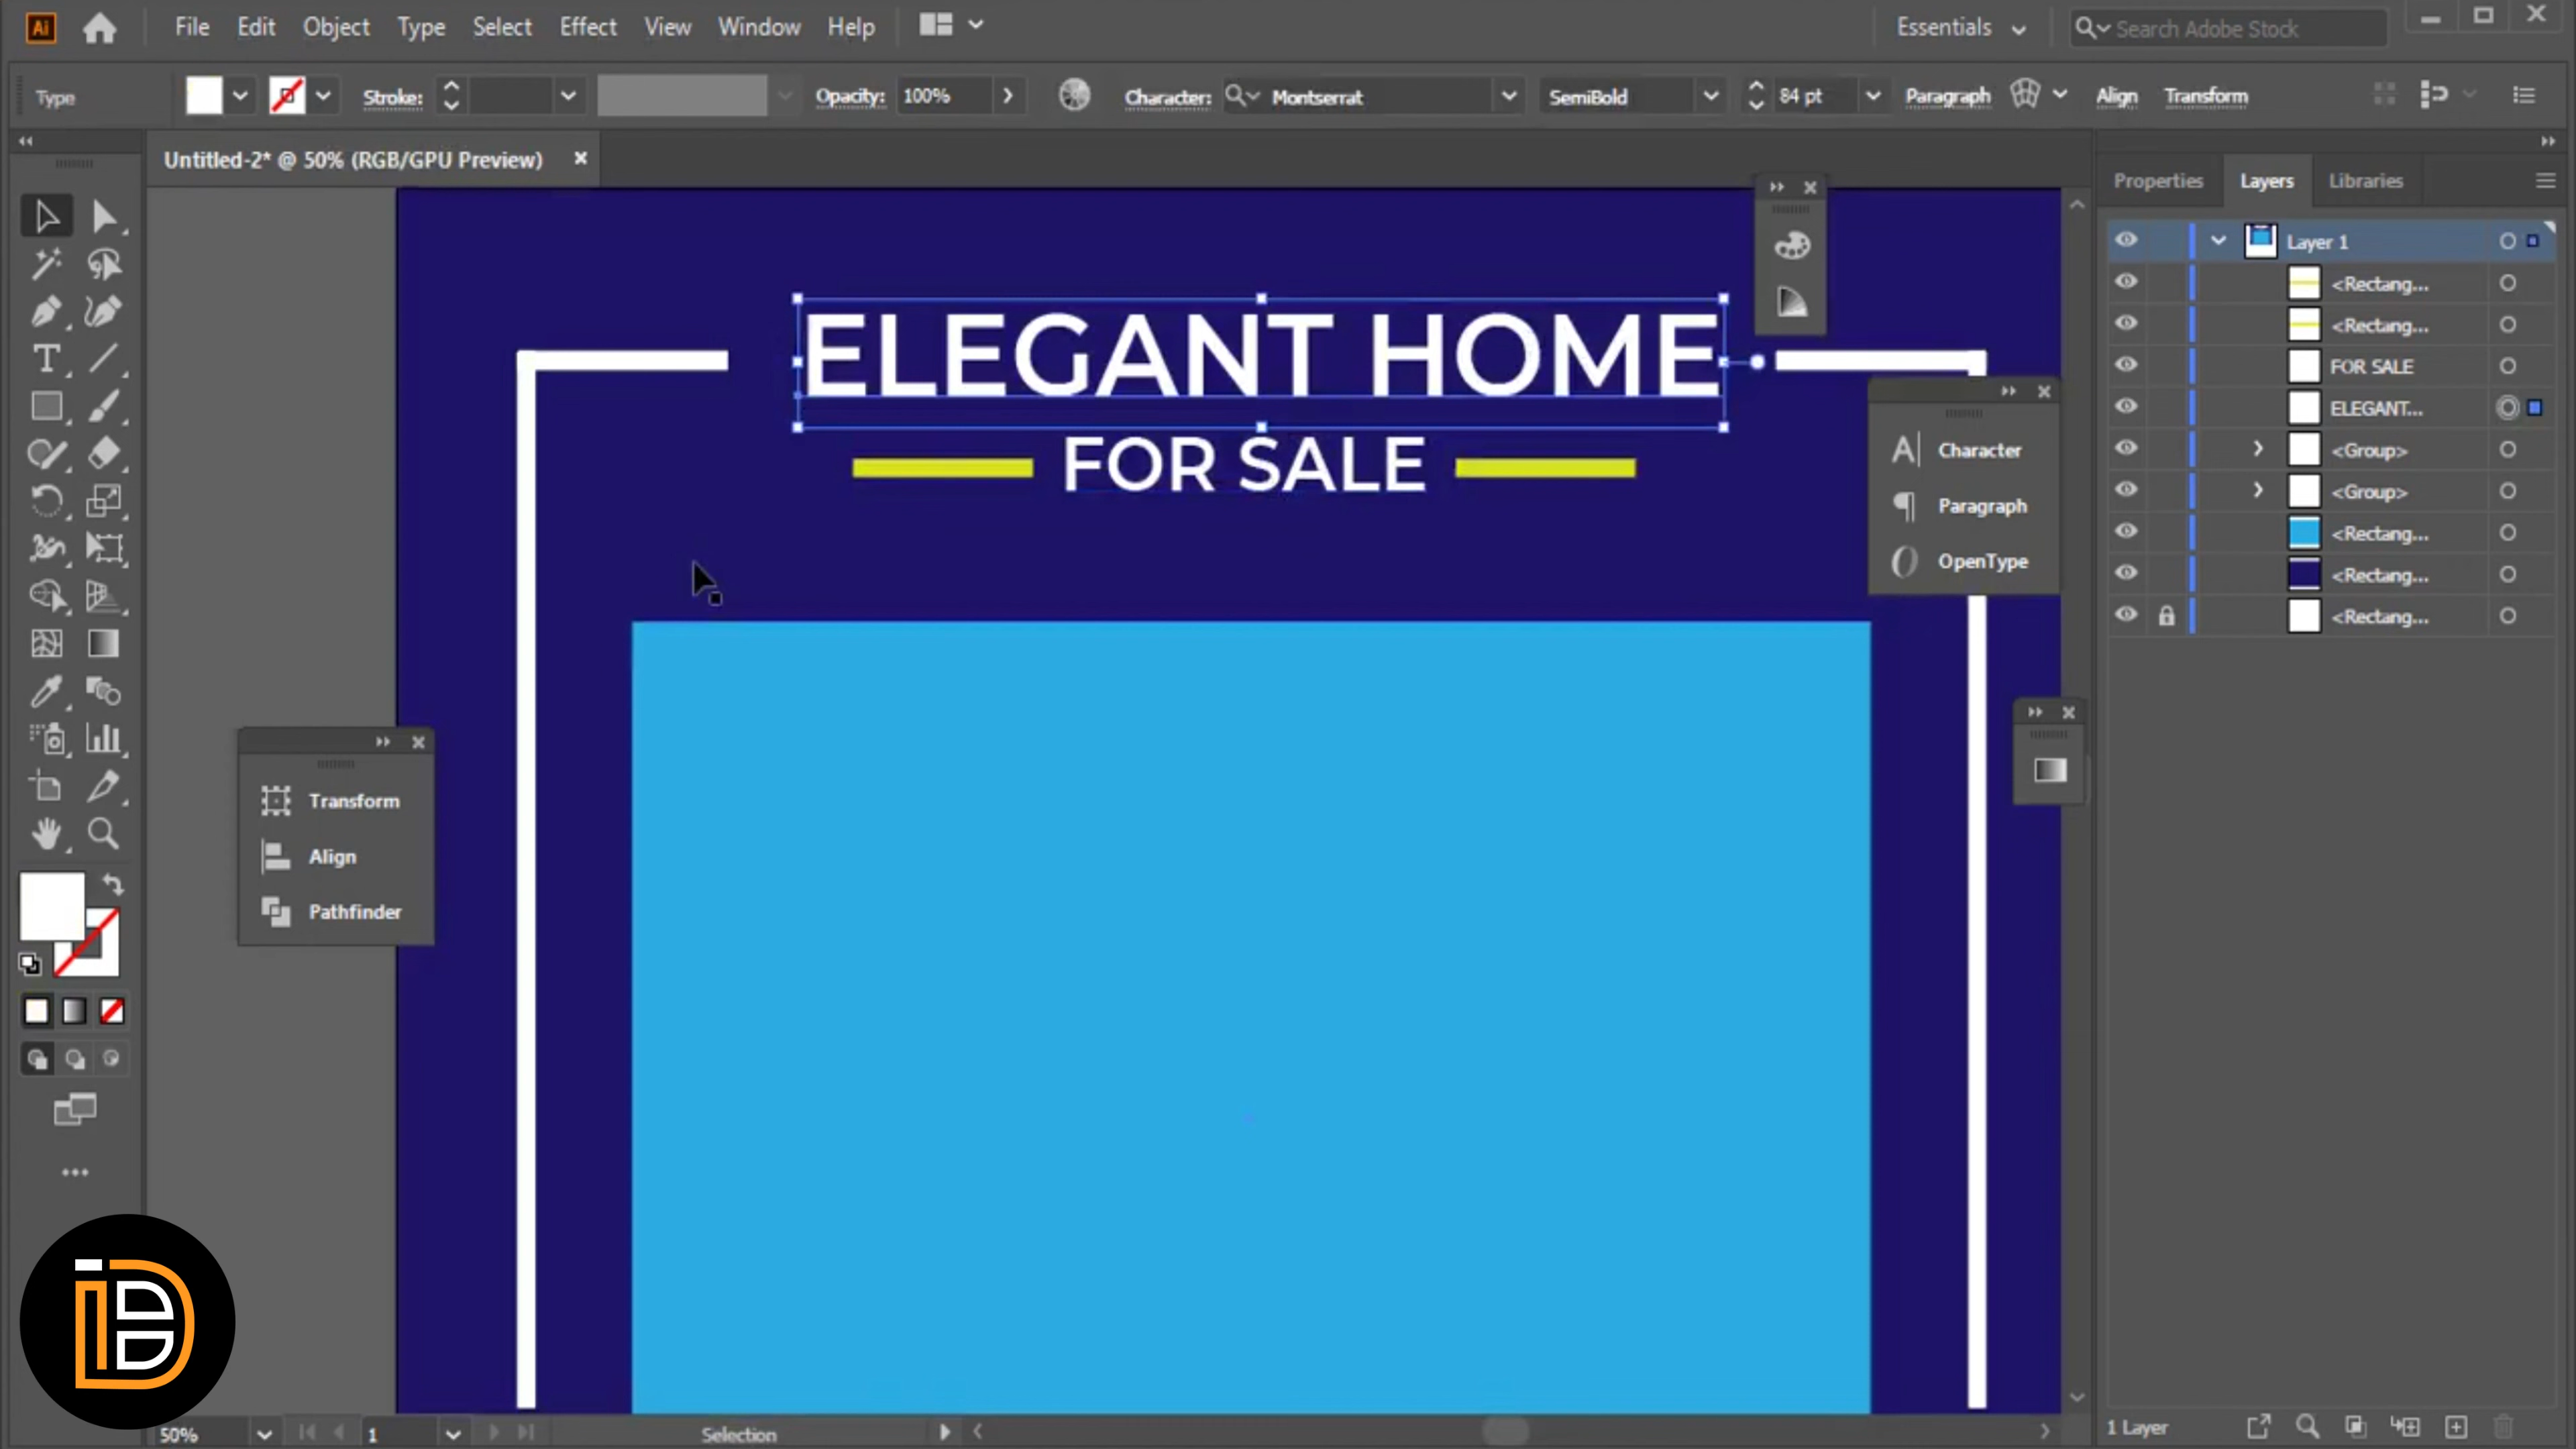 Ai File Edit Object Type Select Effect View Window Help Essentials Search Adobe Stock
Type Stroke: Opacity: 100% Character: Montserrat SemiBold 84 pt Paragraph Align Transform
Untitled-2* @ 50% (RGB/GPU Preview)
Properties Layers Libraries
Layer 1
<Rectang...
<Rectang...
FOR SALE
ELEGANT...
<Group>
<Group>
<Rectang...
<Rectang...
<Rectang...
ELEGANT HOME
FOR SALE
Character
Paragraph
OpenType
Transform
Align
Pathfinder
50% 1 Selection
1 Layer